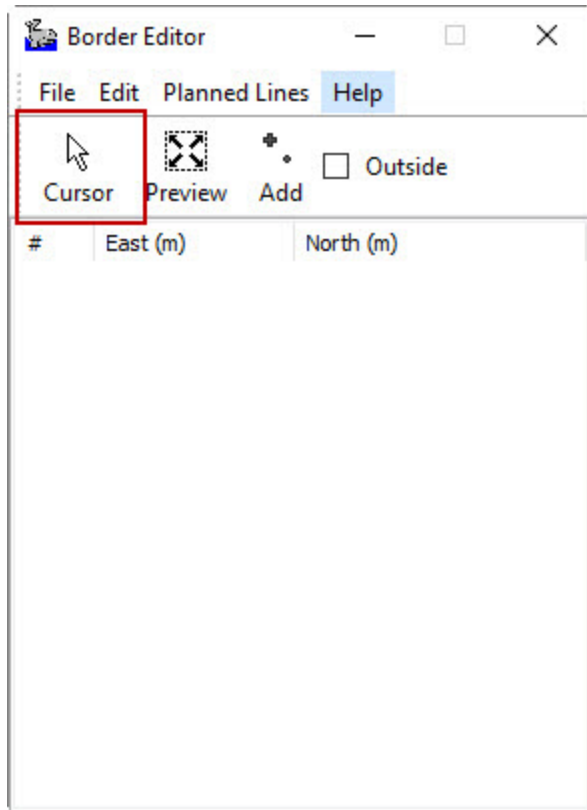 Border Editor
File Edit Planned Lines Help
Cursor Preview Add Outside
# East (m) North (m)